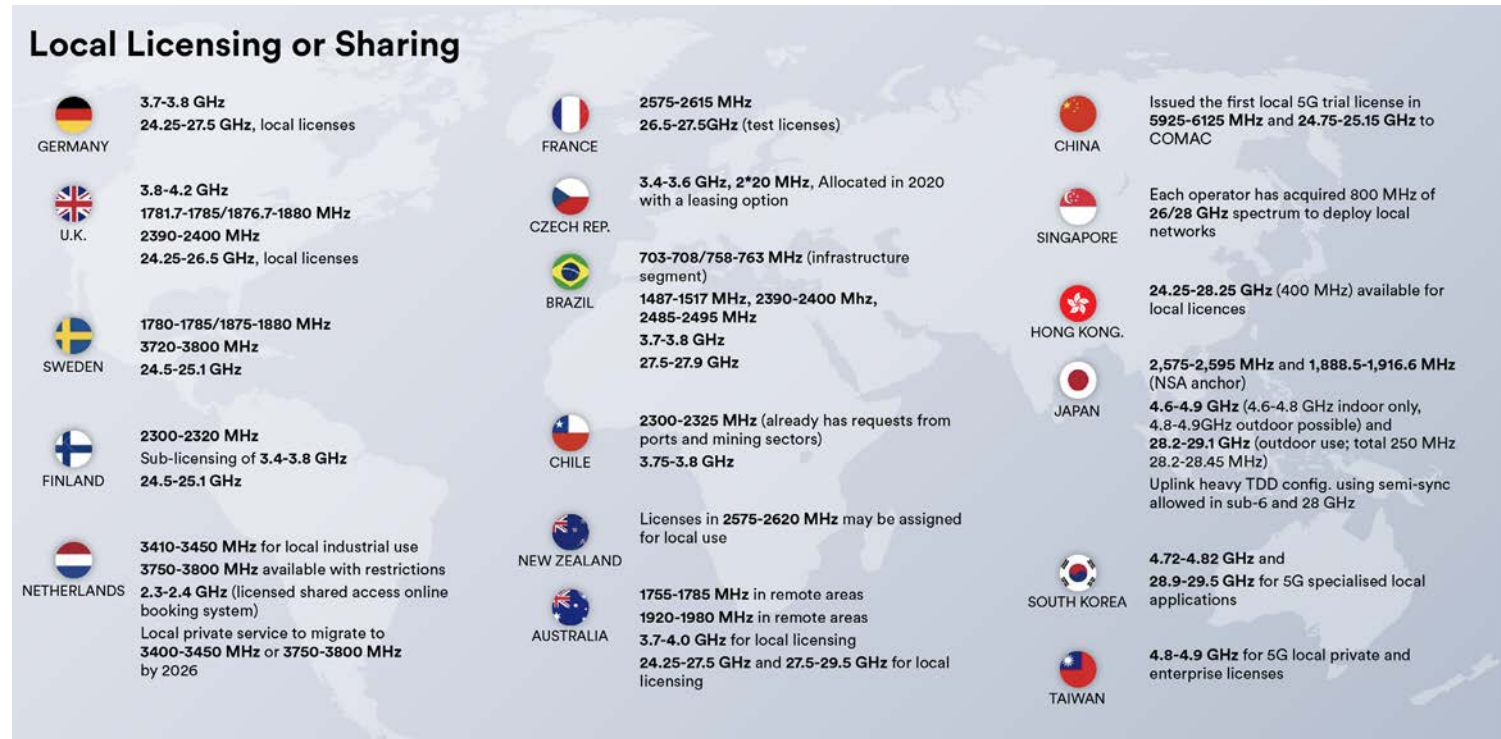 Local Licensing or Sharing
GERMANY
3.7-3.8 GHz
24.25-27.5 GHz, local licenses
U.K.
3.8-4.2 GHz
1781.7-1785/1876.7-1880 MHz
2390-2400 MHz
24.25-26.5 GHz, local licenses
SWEDEN
1780-1785/1875-1880 MHz
3720-3800 MHz
24.5-25.1 GHz
FINLAND
2300-2320 MHz
Sub-licensing of 3.4-3.8 GHz
24.5-25.1 GHz
NETHERLANDS
3410-3450 MHz for local industrial use
3750-3800 MHz available with restrictions
2.3-2.4 GHz (licensed shared access online
booking system)
Local private service to migrate to
3400-3450 MHz or 3750-3800 MHz
by 2026
FRANCE
2575-2615 MHz
26.5-27.5GHz (test licenses)
CZECH REP.
3.4-3.6 GHz, 2*20 MHz, Allocated in 2020
with a leasing option
BRAZIL
703-708/758-763 MHz (infrastructure
segment)
1487-1517 MHz, 2390-2400 Mhz,
2485-2495 MHz
3.7-3.8 GHz
27.5-27.9 GHz
CHILE
2300-2325 MHz (already has requests from
ports and mining sectors)
3.75-3.8 GHz
NEW ZEALAND
Licenses in 2575-2620 MHz may be assigned
for local use
AUSTRALIA
1755-1785 MHz in remote areas
1920-1980 MHz in remote areas
3.7-4.0 GHz for local licensing
24.25-27.5 GHz and 27.5-29.5 GHz for local
licensing
CHINA
Issued the first local 5G trial license in
5925-6125 MHz and 24.75-25.15 GHz to
COMAC
SINGAPORE
Each operator has acquired 800 MHz of
26/28 GHz spectrum to deploy local
networks
HONG KONG.
24.25-28.25 GHz (400 MHz) available for
local licences
JAPAN
2,575-2,595 MHz and 1,888.5-1,916.6 MHz
(NSA anchor)
4.6-4.9 GHz (4.6-4.8 GHz indoor only,
4.8-4.9GHz outdoor possible) and
28.2-29.1 GHz (outdoor use; total 250 MHz
28.2-28.45 MHz)
Uplink heavy TDD config. using semi-sync
allowed in sub-6 and 28 GHz
SOUTH KOREA
4.72-4.82 GHz and
28.9-29.5 GHz for 5G specialised local
applications
TAIWAN
4.8-4.9 GHz for 5G local private and
enterprise licenses